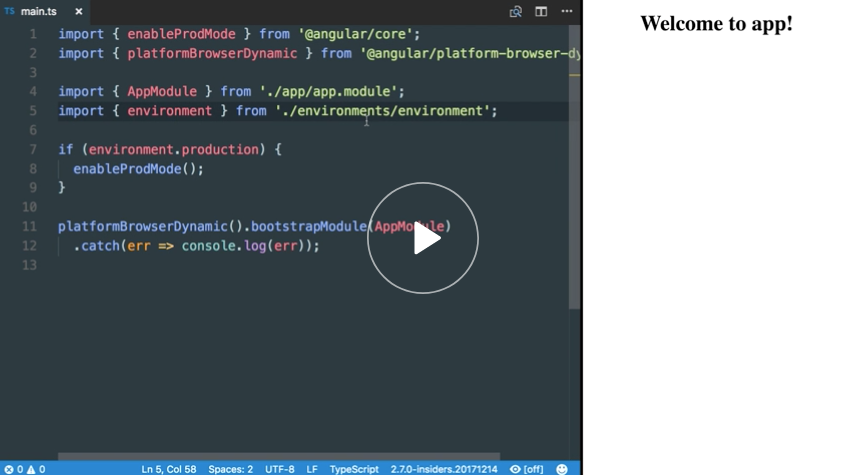 TS main.ts ×
1 import { enableProdMode } from '@angular/core';
2 import { platformBrowserDynamic } from '@angular/platform-browser-dy
3
4 import { AppModule } from './app/app.module';
5 import { environment } from './environments/environment';
6
7 if (environment.production) {
8 enableProdMode();
9 }
10
11 platformBrowserDynamic().bootstrapModule(AppModule)
12 .catch(err => console.log(err));
13
0 0 Ln 5, Col 58 Spaces: 2 UTF-8 LF TypeScript 2.7.0-insiders.20171214 [off]
Welcome to app!